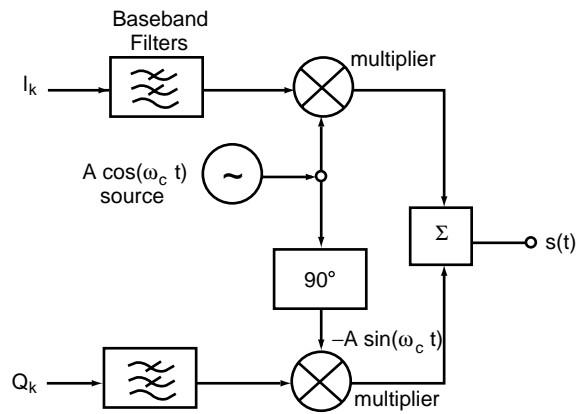 Baseband
Filters
I_k
multiplier
A cos(ω_c t)
source
~
Σ
s(t)
90°
–A sin(ω_c t)
Q_k
multiplier